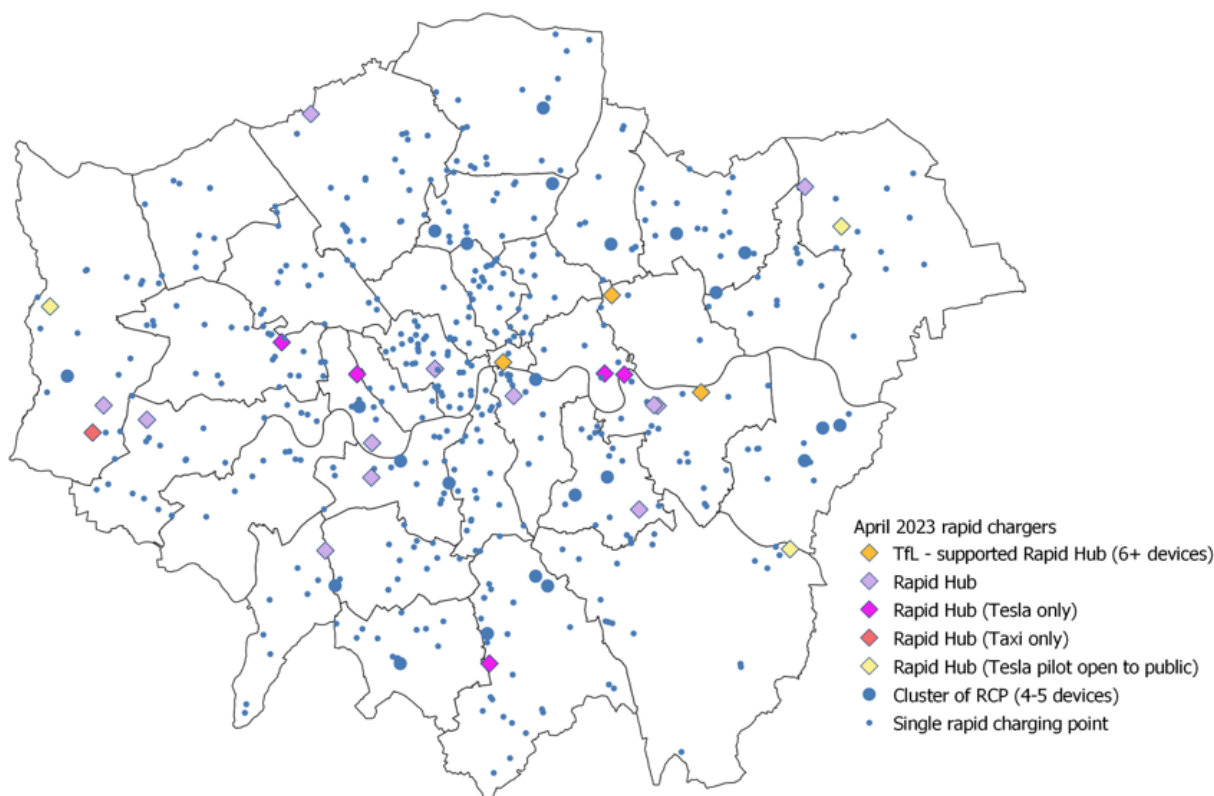 April 2023 rapid chargers
TfL - supported Rapid Hub (6+ devices)
Rapid Hub
Rapid Hub (Tesla only)
Rapid Hub (Taxi only)
Rapid Hub (Tesla pilot open to public)
Cluster of RCP (4-5 devices)
Single rapid charging point